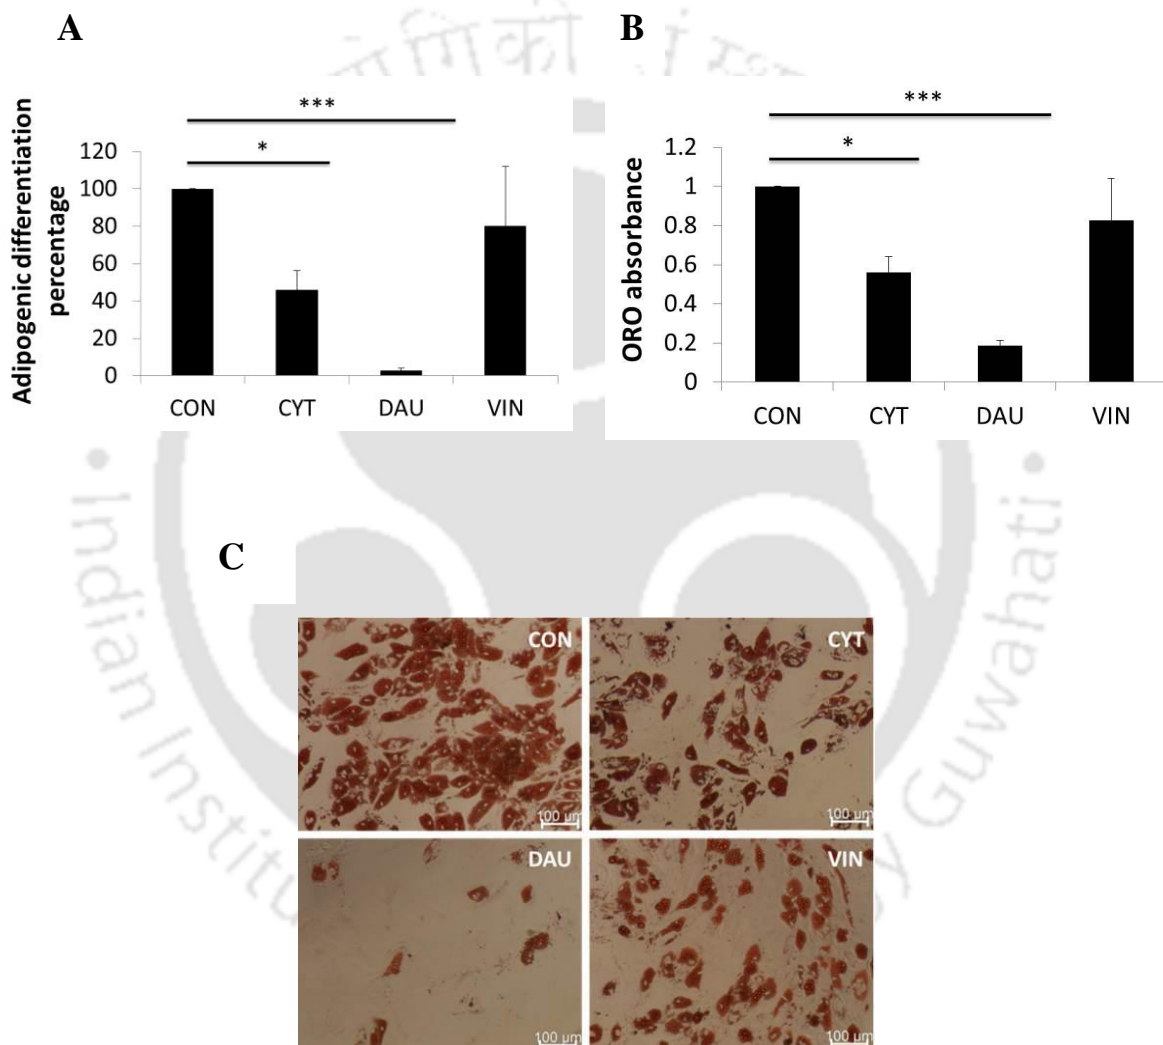 A
B
***
*
Adipogenic differentiation
percentage
120
100
80
60
40
20
0
CON CYT DAU VIN
***
*
ORO absorbance
1.2
1
0.8
0.6
0.4
0.2
0
CON CYT DAU VIN
C
CON
100 µm
CYT
100 µm
DAU
100 µm
VIN
100 µm
Indian
Guwahati